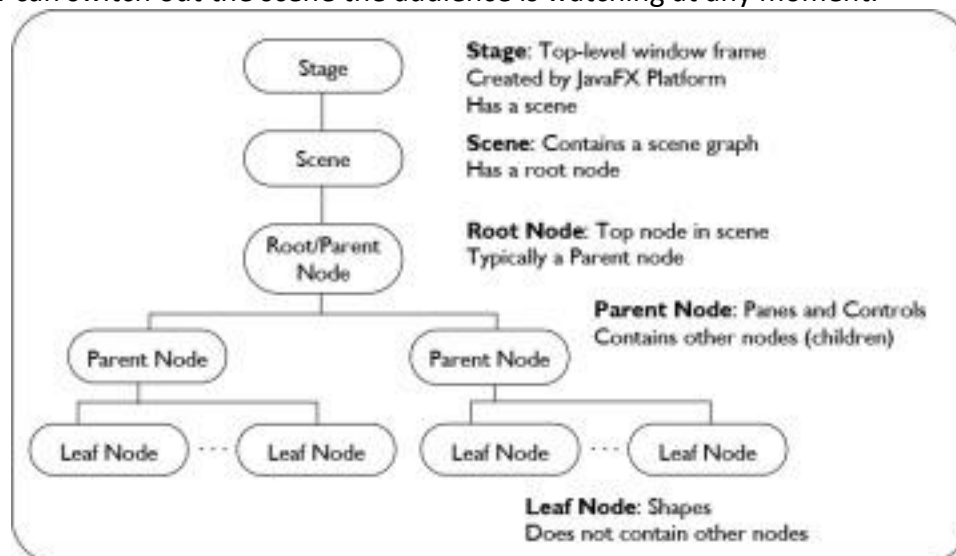 can switch out the scene the audience is watching at any moment.
Stage
Stage: Top-level window frame
Created by JavaFX Platform
Has a scene
Scene
Scene: Contains a scene graph
Has a root node
Root/Parent
Node
Root Node: Top node in scene
Typically a Parent node
Parent Node: Panes and Controls
Contains other nodes (children)
Parent Node
Parent Node
Leaf Node ... Leaf Node
Leaf Node ... Leaf Node
Leaf Node: Shapes
Does not contain other nodes